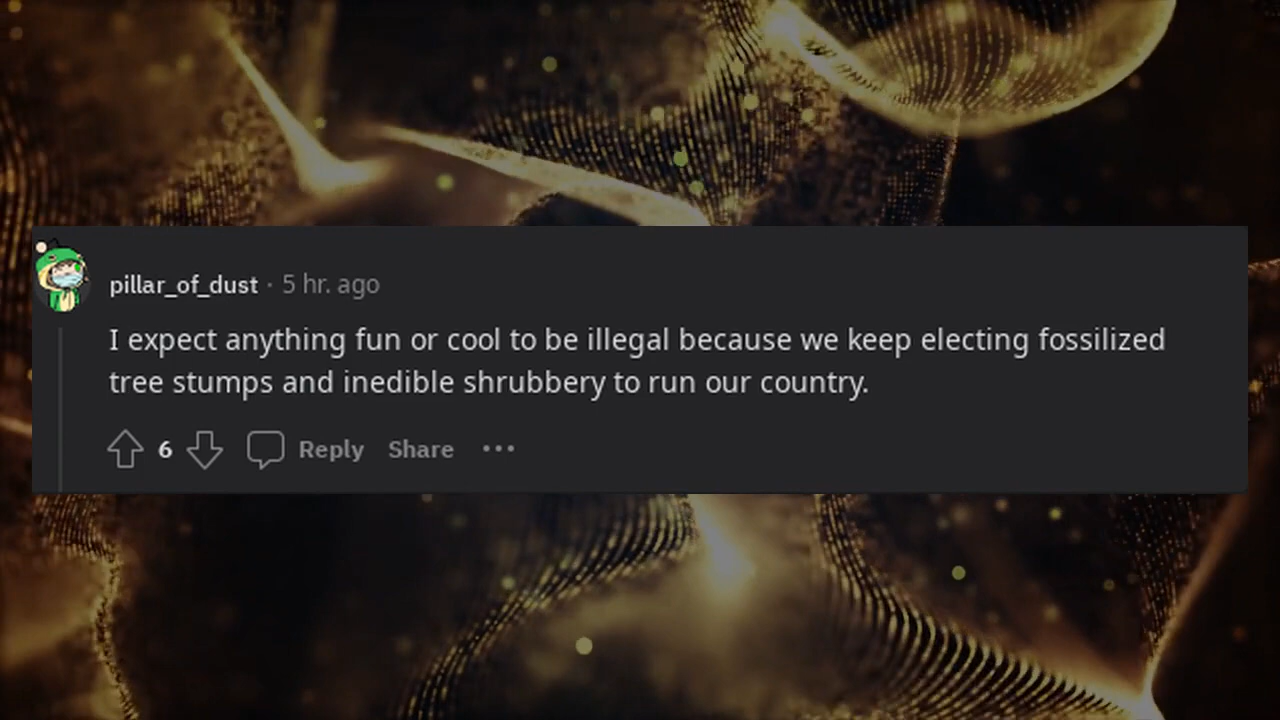 pillar_of_dust · 5 hr. ago
I expect anything fun or cool to be illegal because we keep electing fossilized
tree stumps and inedible shrubbery to run our country.
6 Reply Share •••